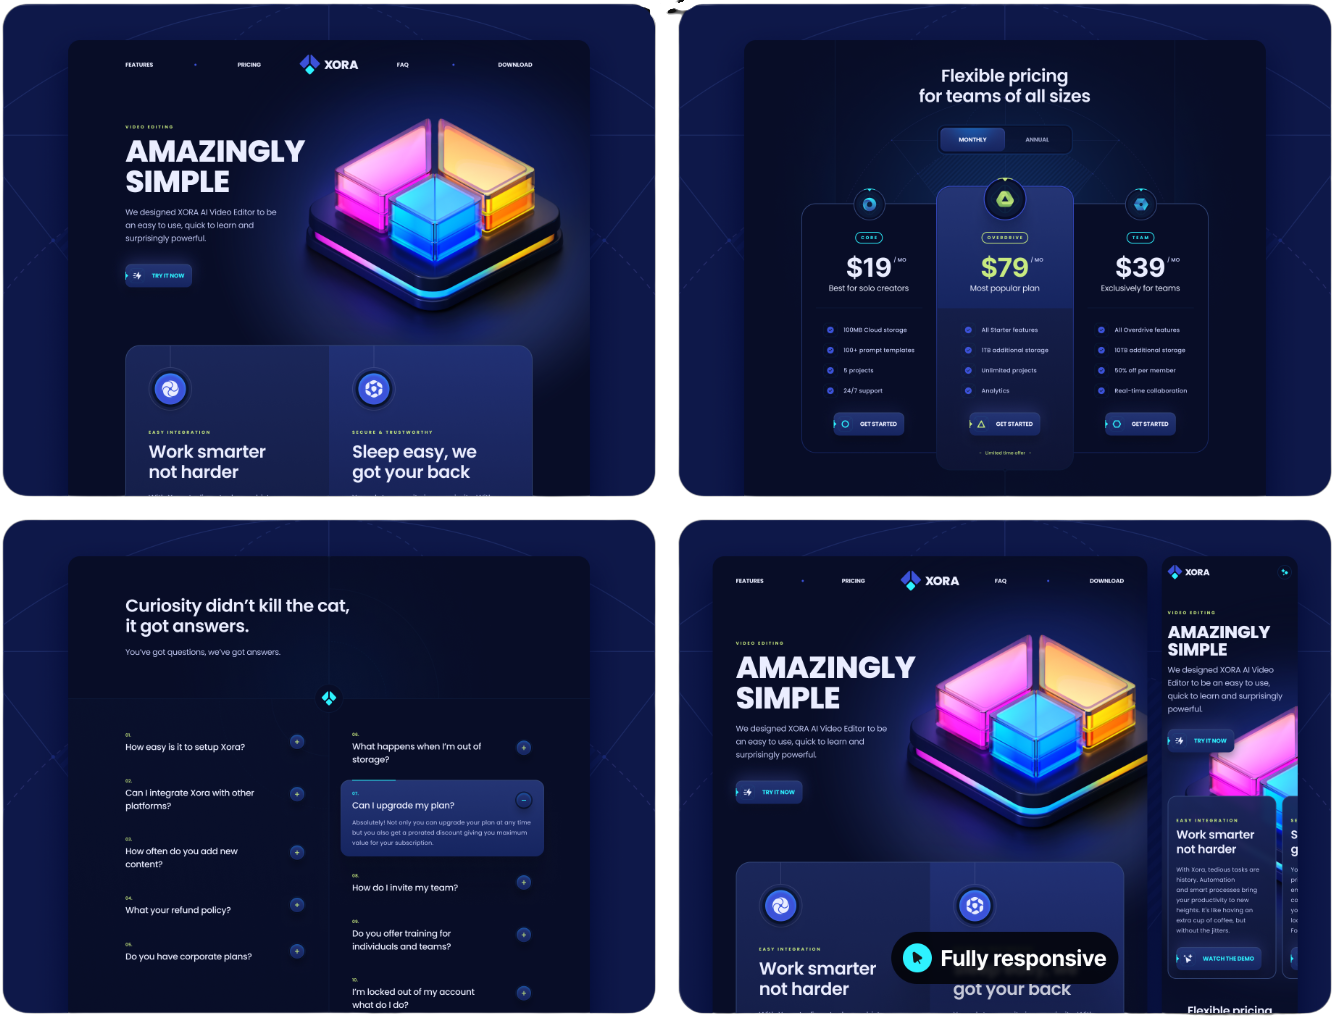 FEATURES
PRICING
XORA
FAQ
DOWNLOAD
VIDEO EDITING
AMAZINGLY
SIMPLE
We designed XORA AI Video Editor to be
an easy to use, quick to learn and
surprisingly powerful.
TRY IT NOW
EASY INTEGRATION
Work smarter
not harder
SECURE & TRUSTWORTHY
Sleep easy, we
got your back
Flexible pricing
for teams of all sizes
MONTHLY
ANNUAL
CORE
$19 / MO
Best for solo creators
100MB Cloud storage
100+ prompt templates
5 projects
24/7 support
GET STARTED
OVERDRIVE
$79 / MO
Most popular plan
All Starter features
1TB additional storage
Unlimited projects
Analytics
GET STARTED
Limited time offer
TEAM
$39 / MO
Exclusively for teams
All Overdrive features
10TB additional storage
50% off per member
Real-time collaboration
GET STARTED
Curiosity didn't kill the cat,
it got answers.
You've got questions, we've got answers.
01.
How easy is it to setup Xora?
02.
Can I integrate Xora with other
platforms?
03.
How often do you add new
content?
04.
What your refund policy?
05.
Do you have corporate plans?
06.
What happens when I'm out of
storage?
07.
Can I upgrade my plan?
Absolutely! Not only you can upgrade your plan at any time
but you also get a prorated discount giving you maximum
value for your subscription.
08.
How do I invite my team?
09.
Do you offer training for
individuals and teams?
10.
I'm locked out of my account
what do I do?
FEATURES
PRICING
XORA
FAQ
DOWNLOAD
VIDEO EDITING
AMAZINGLY
SIMPLE
We designed XORA AI Video Editor to be
an easy to use, quick to learn and
surprisingly powerful.
TRY IT NOW
EASY INTEGRATION
Work smarter
not harder
got your back
Fully responsive
XORA
VIDEO EDITING
AMAZINGLY
SIMPLE
We designed XORA AI Video
Editor to be an easy to use,
quick to learn and surprisingly
powerful.
TRY IT NOW
EASY INTEGRATION
Work smarter
not harder
With Xora, tedious tasks are
history. Automation
and smart processes bring
your productivity to new
heights. It's like having an
extra cup of coffee, but
without the jitters.
WATCH THE DEMO
Flexible pricing